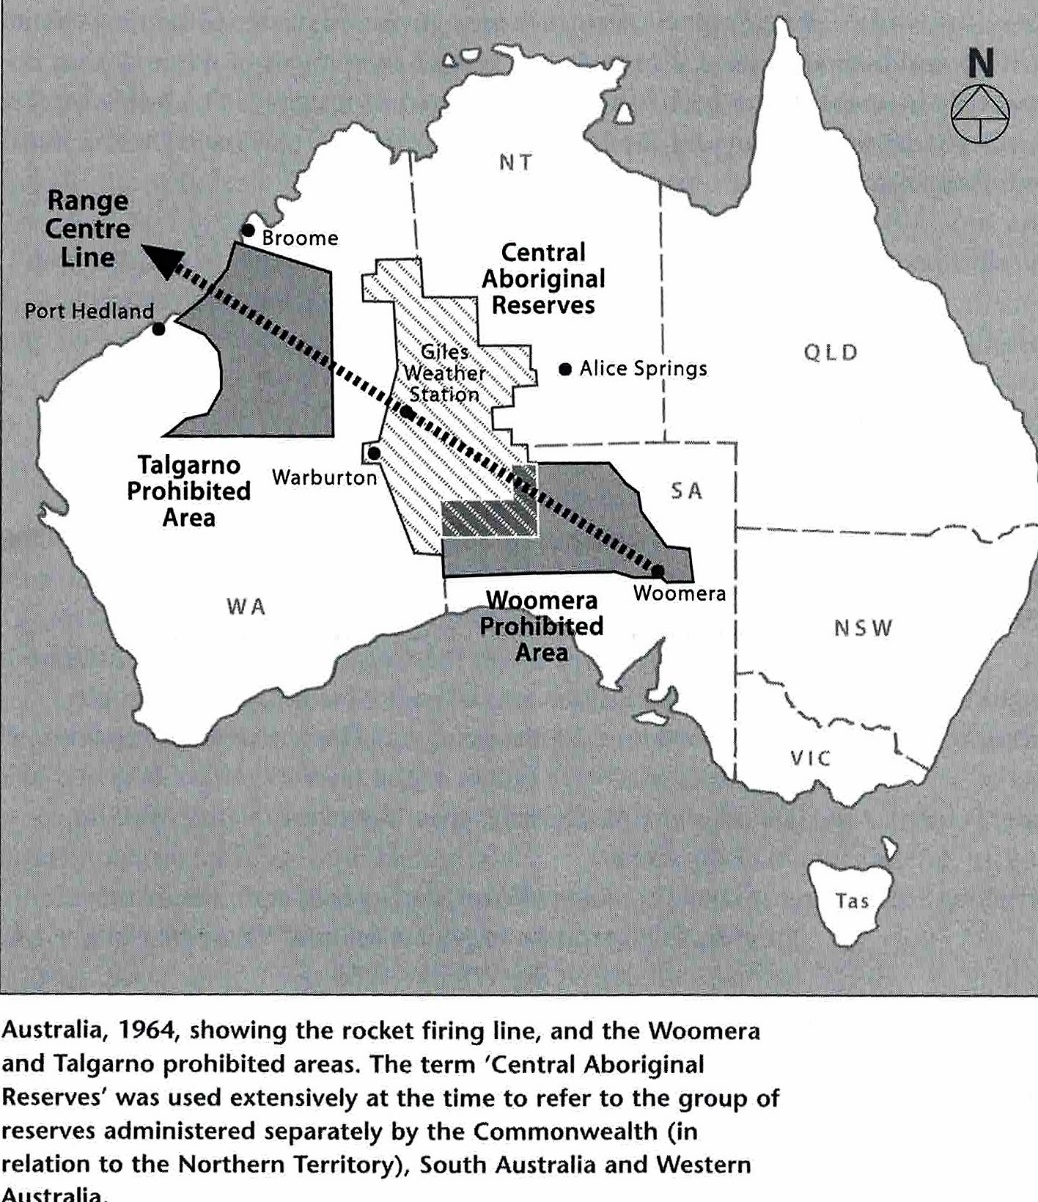 N
NT
Range
Centre
Line
Broome
Central
Aboriginal
Reserves
Port Hedland
Giles
Weather
Station
QLD
Alice Springs
Talgarno
Prohibited
Area
Warburton
SA
Woomera
WA
Woomera
Prohibited
Area
NSW
VIC
Tas
Australia, 1964, showing the rocket firing line, and the Woomera
and Talgarno prohibited areas. The term ‘Central Aboriginal
Reserves’ was used extensively at the time to refer to the group of
reserves administered separately by the Commonwealth (in
relation to the Northern Territory), South Australia and Western
Australia.